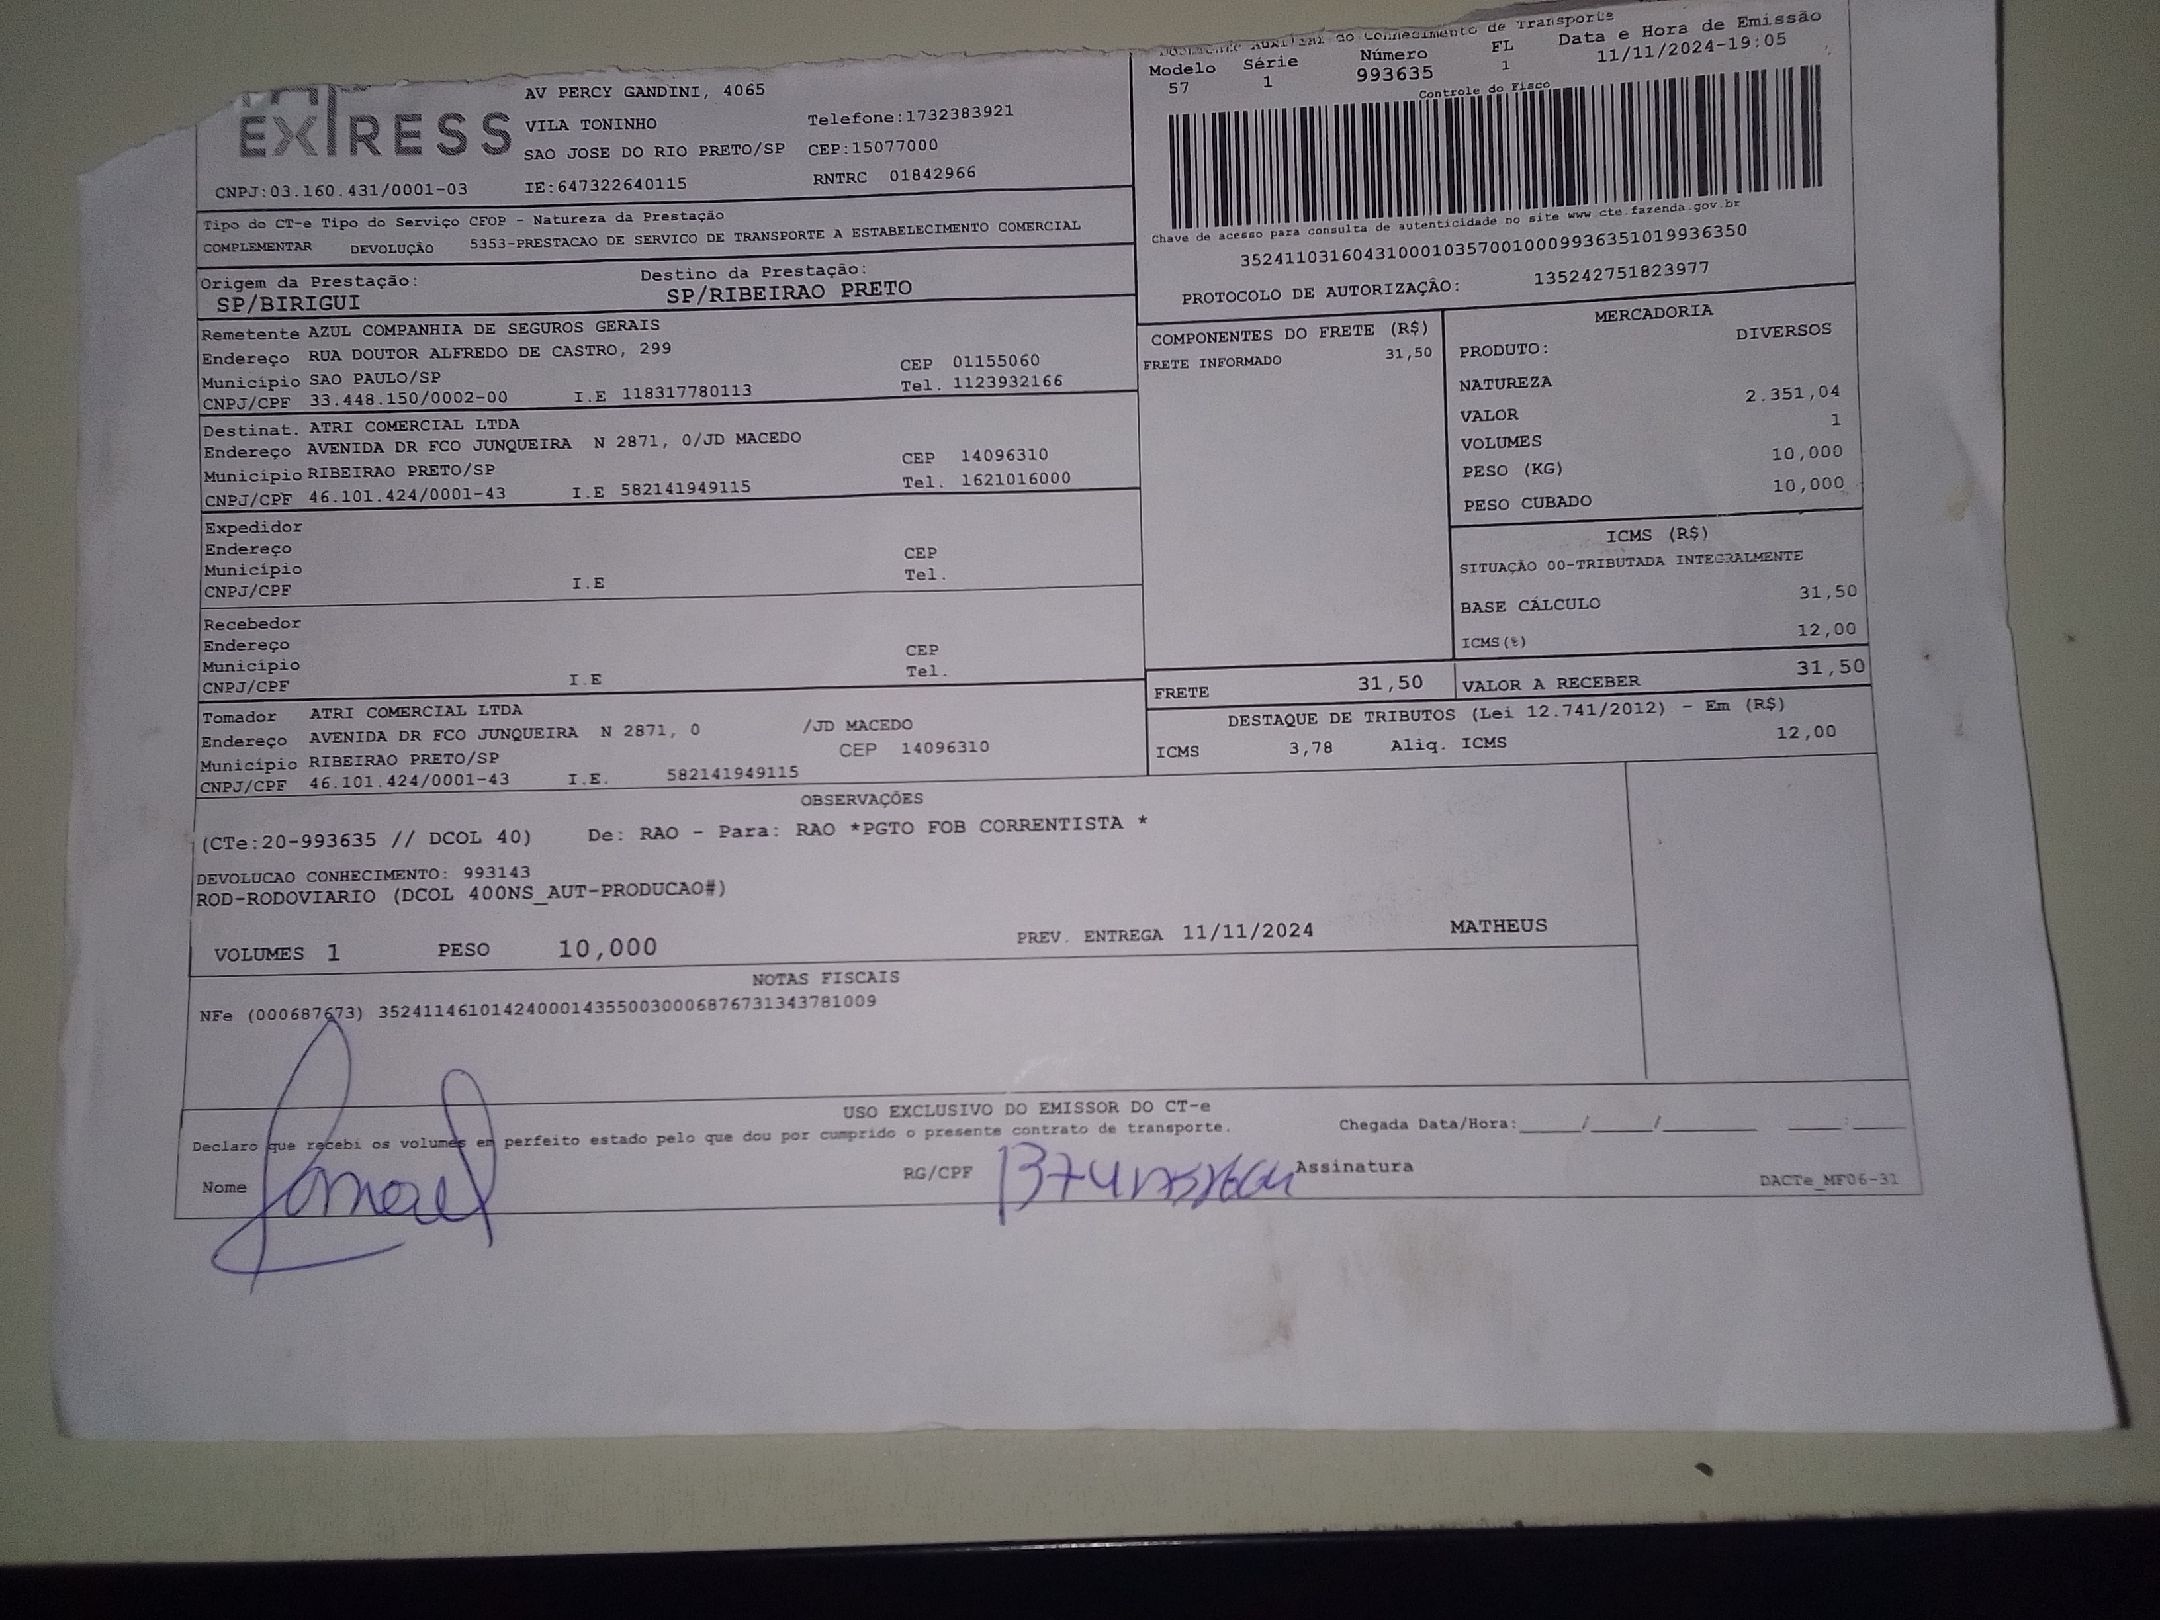 Documento Auxiliar do Conhecimento de Transporte
Modelo Série Número FL Data e Hora de Emissão
57 1 993635 1 11/11/2024-19:05
Controle do Fisco
EXPRESS
AV PERCY GANDINI, 4065
VILA TONINHO Telefone:1732383921
SAO JOSE DO RIO PRETO/SP CEP:15077000
CNPJ:03.160.431/0001-03 IE:647322640115 RNTRC 01842966
Chave de acesso para consulta de autenticidade no site www cte.fazenda.gov.br
35241103160431000103570010009936351019936350
PROTOCOLO DE AUTORIZAÇÃO: 135242751823977
Tipo do CT-e Tipo do Serviço CFOP - Natureza da Prestação
COMPLEMENTAR DEVOLUÇÃO 5353-PRESTACAO DE SERVICO DE TRANSPORTE A ESTABELECIMENTO COMERCIAL
Origem da Prestação: Destino da Prestação:
SP/BIRIGUI SP/RIBEIRAO PRETO
Remetente AZUL COMPANHIA DE SEGUROS GERAIS
Endereço RUA DOUTOR ALFREDO DE CASTRO, 299 CEP 01155060
Município SAO PAULO/SP Tel. 1123932166
CNPJ/CPF 33.448.150/0002-00 I.E 118317780113
Destinat. ATRI COMERCIAL LTDA
Endereço AVENIDA DR FCO JUNQUEIRA N 2871, 0/JD MACEDO
Município RIBEIRAO PRETO/SP CEP 14096310
CNPJ/CPF 46.101.424/0001-43 I.E 582141949115 Tel. 1621016000
Expedidor
Endereço CEP
Município Tel.
CNPJ/CPF I.E
Recebedor
Endereço CEP
Município Tel.
CNPJ/CPF I.E
Tomador ATRI COMERCIAL LTDA
Endereço AVENIDA DR FCO JUNQUEIRA N 2871, 0 /JD MACEDO
Município RIBEIRAO PRETO/SP CEP 14096310
CNPJ/CPF 46.101.424/0001-43 I.E. 582141949115
COMPONENTES DO FRETE (R$)
FRETE INFORMADO 31,50
MERCADORIA
PRODUTO: DIVERSOS
NATUREZA
VALOR 2.351,04
VOLUMES 1
PESO (KG) 10,000
PESO CUBADO 10,000
ICMS (R$)
SITUAÇÃO 00-TRIBUTADA INTEGRALMENTE
BASE CÁLCULO 31,50
ICMS(%) 12,00
FRETE 31,50 VALOR A RECEBER 31,50
DESTAQUE DE TRIBUTOS (Lei 12.741/2012) - Em (R$)
ICMS 3,78 Aliq. ICMS 12,00
OBSERVAÇÕES
(CTe:20-993635 // DCOL 40) De: RAO - Para: RAO *PGTO FOB CORRENTISTA *
DEVOLUCAO CONHECIMENTO: 993143
ROD-RODOVIARIO (DCOL 400NS_AUT-PRODUCAO#)
VOLUMES 1 PESO 10,000 PREV. ENTREGA 11/11/2024 MATHEUS
NOTAS FISCAIS
NFe (000687673) 35241146101424000143550030006876731343781009
USO EXCLUSIVO DO EMISSOR DO CT-e
Declaro que recebi os volumes em perfeito estado pelo que dou por cumprido o presente contrato de transporte. Chegada Data/Hora:____/____/______ ___:___
Nome RG/CPF Assinatura
DACTe_MF06-31